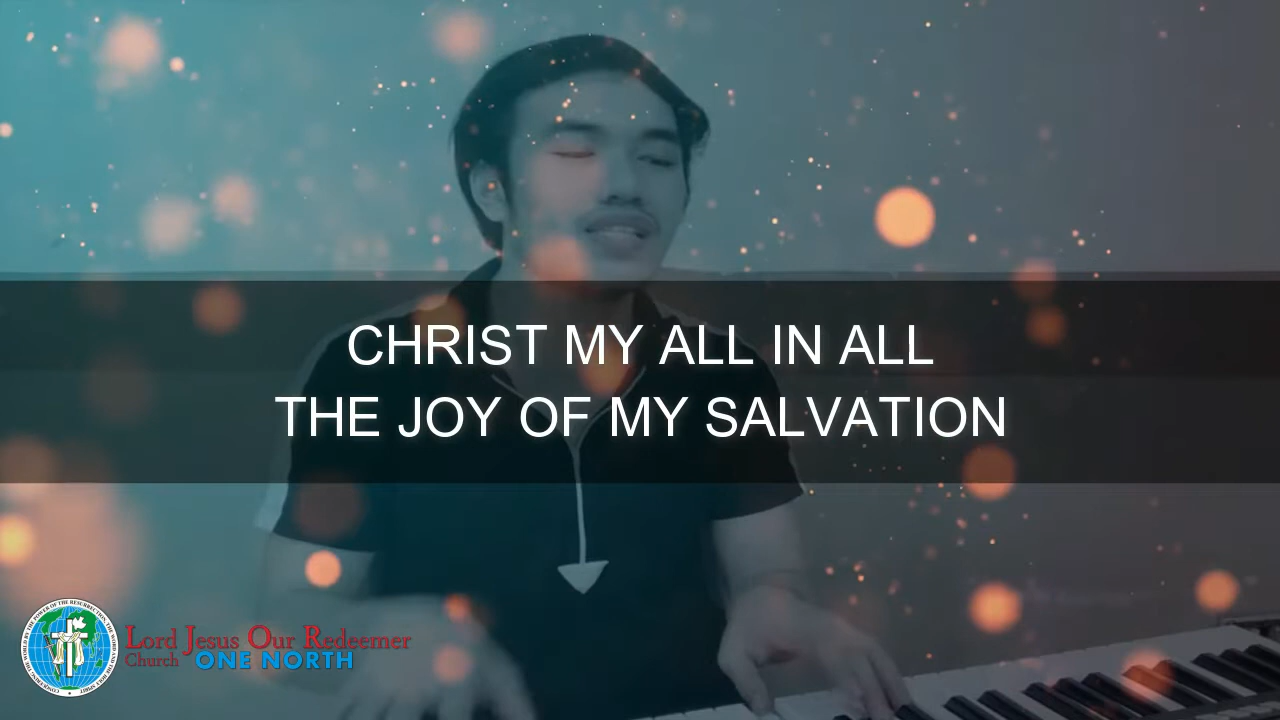 CHRIST MY ALL IN ALL
THE JOY OF MY SALVATION
Lord Jesus Our Redeemer
Church ONE NORTH